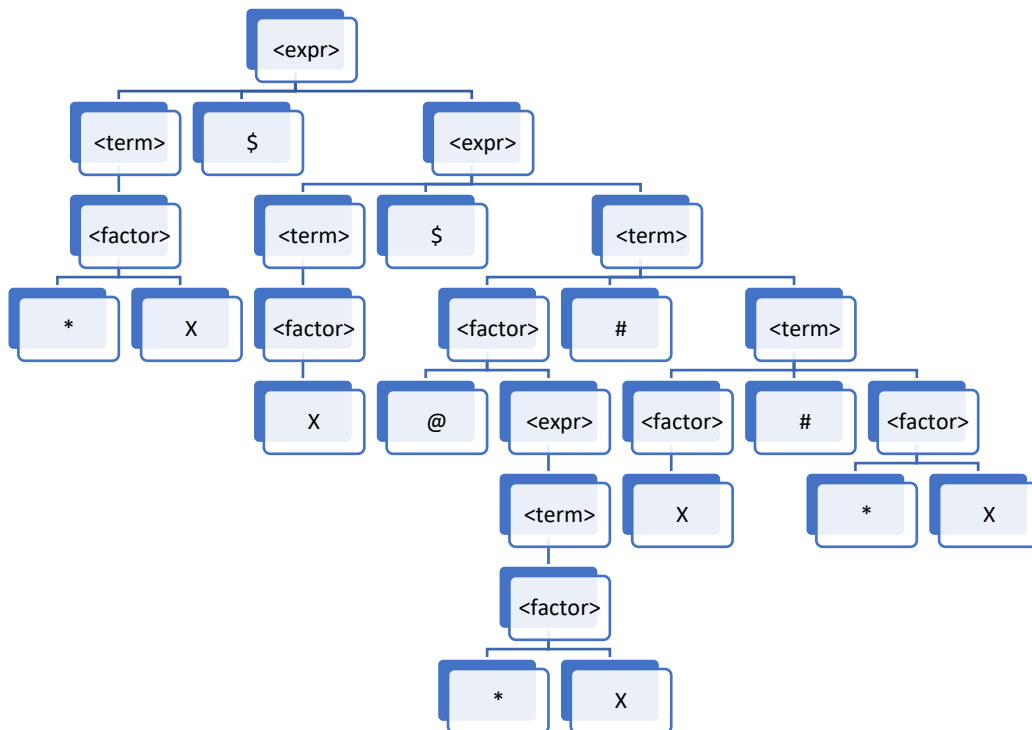 <expr>
<term> $ <expr>
<factor> <term> $ <term>
* X <factor> <factor> # <term>
X @ <expr> <factor> # <factor>
<term> X * X
<factor>
* X